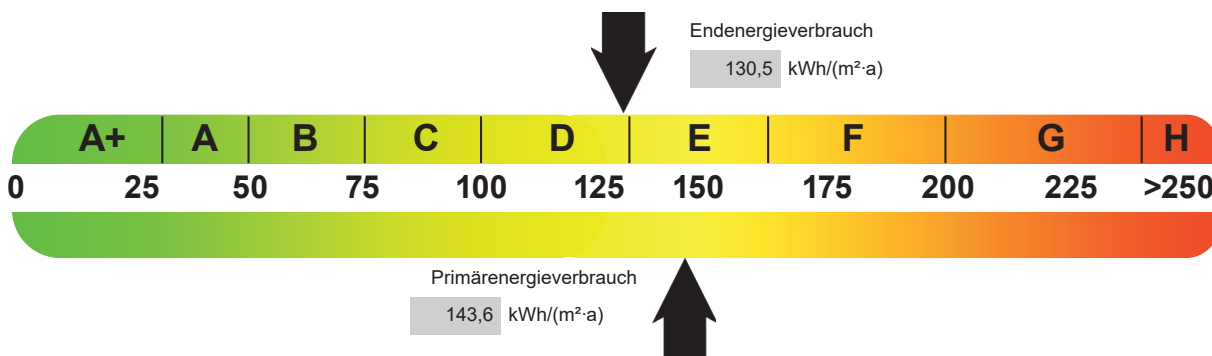 Endenergieverbrauch
130,5 kWh/(m²·a)
A+ A B C D E F G H
0 25 50 75 100 125 150 175 200 225 >250
Primärenergieverbrauch
143,6 kWh/(m²·a)